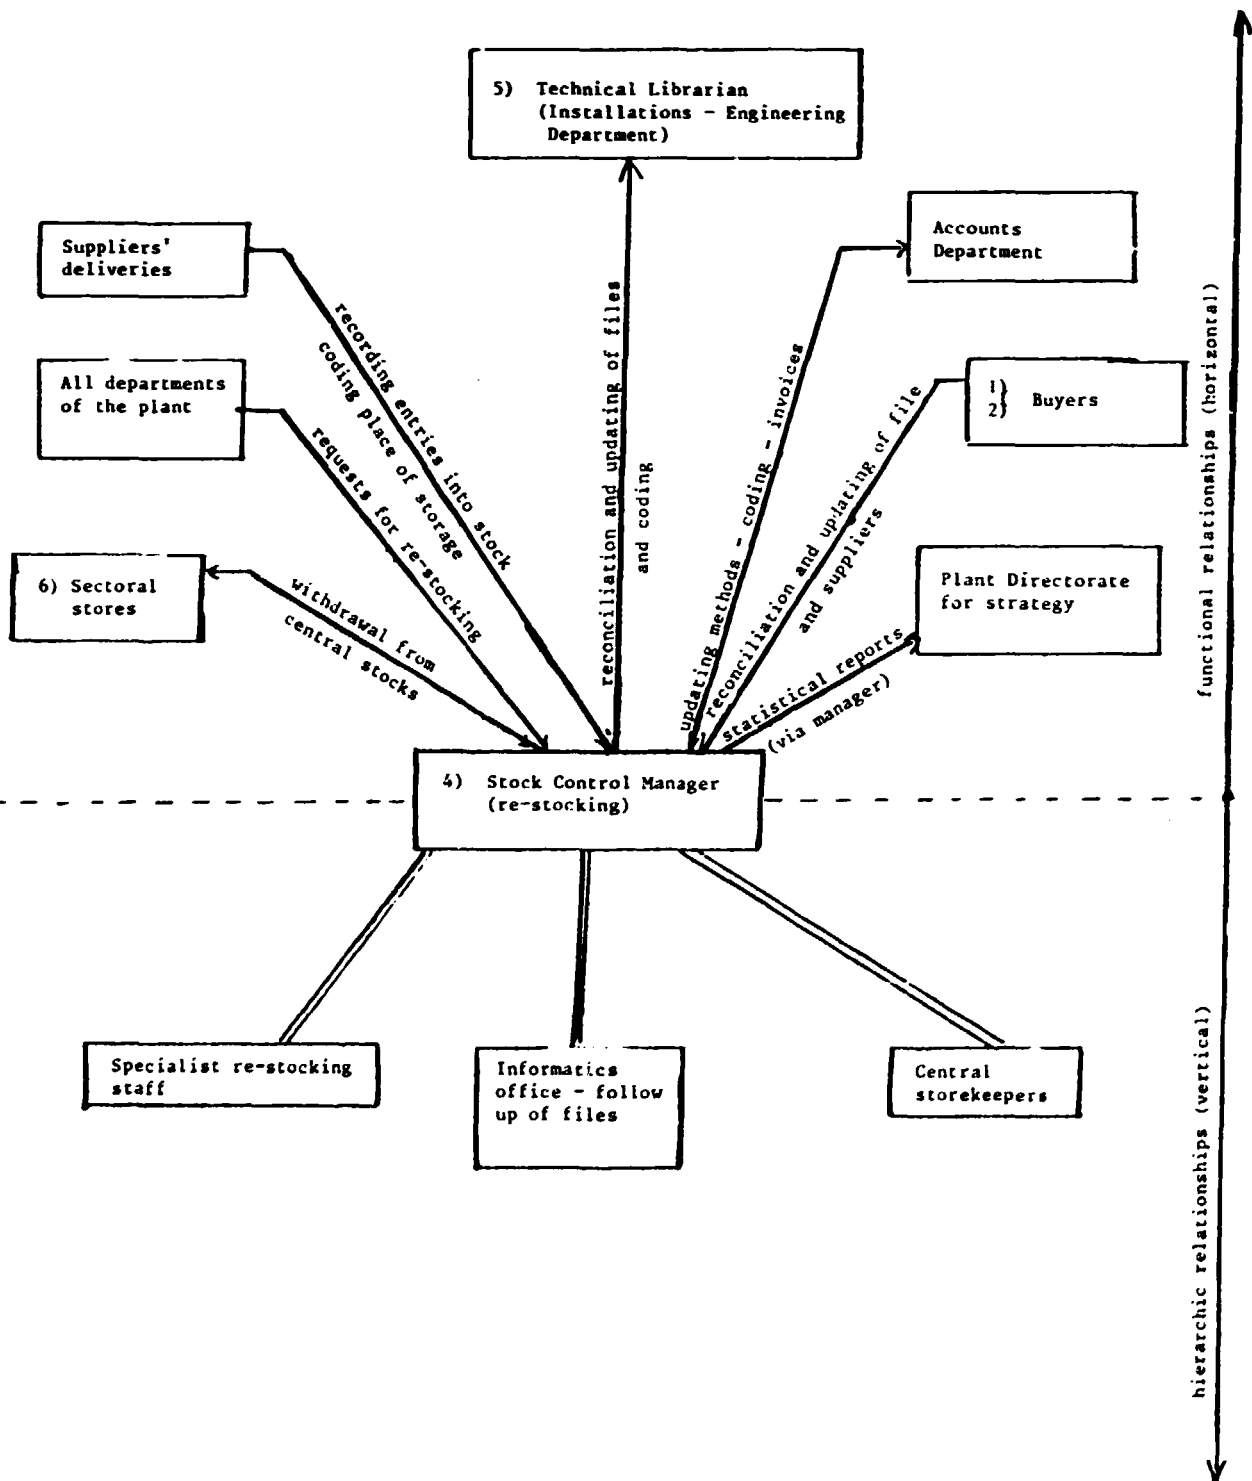 5) Technical Librarian
(Installations - Engineering
Department)
Accounts
Department
Suppliers'
deliveries
All departments
of the plant
1)
2)
Buyers
6) Sectoral
stores
Plant Directorate
for strategy
recording entries into stock
coding place of storage
requests for re-stocking
withdrawal from
central stocks
reconciliation and updating of files
and coding
updating methods - coding - invoices
reconciliation and updating of file
and suppliers
statistical reports
(via manager)
functional relationships (horizontal)
4) Stock Control Manager
(re-stocking)
Specialist re-stocking
staff
Informatics
office - follow
up of files
Central
storekeepers
hierarchic relationships (vertical)